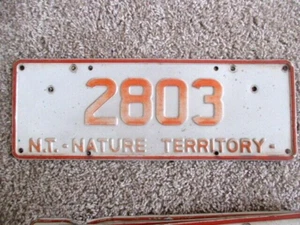 2803
N.T. - NATURE TERRITORY -